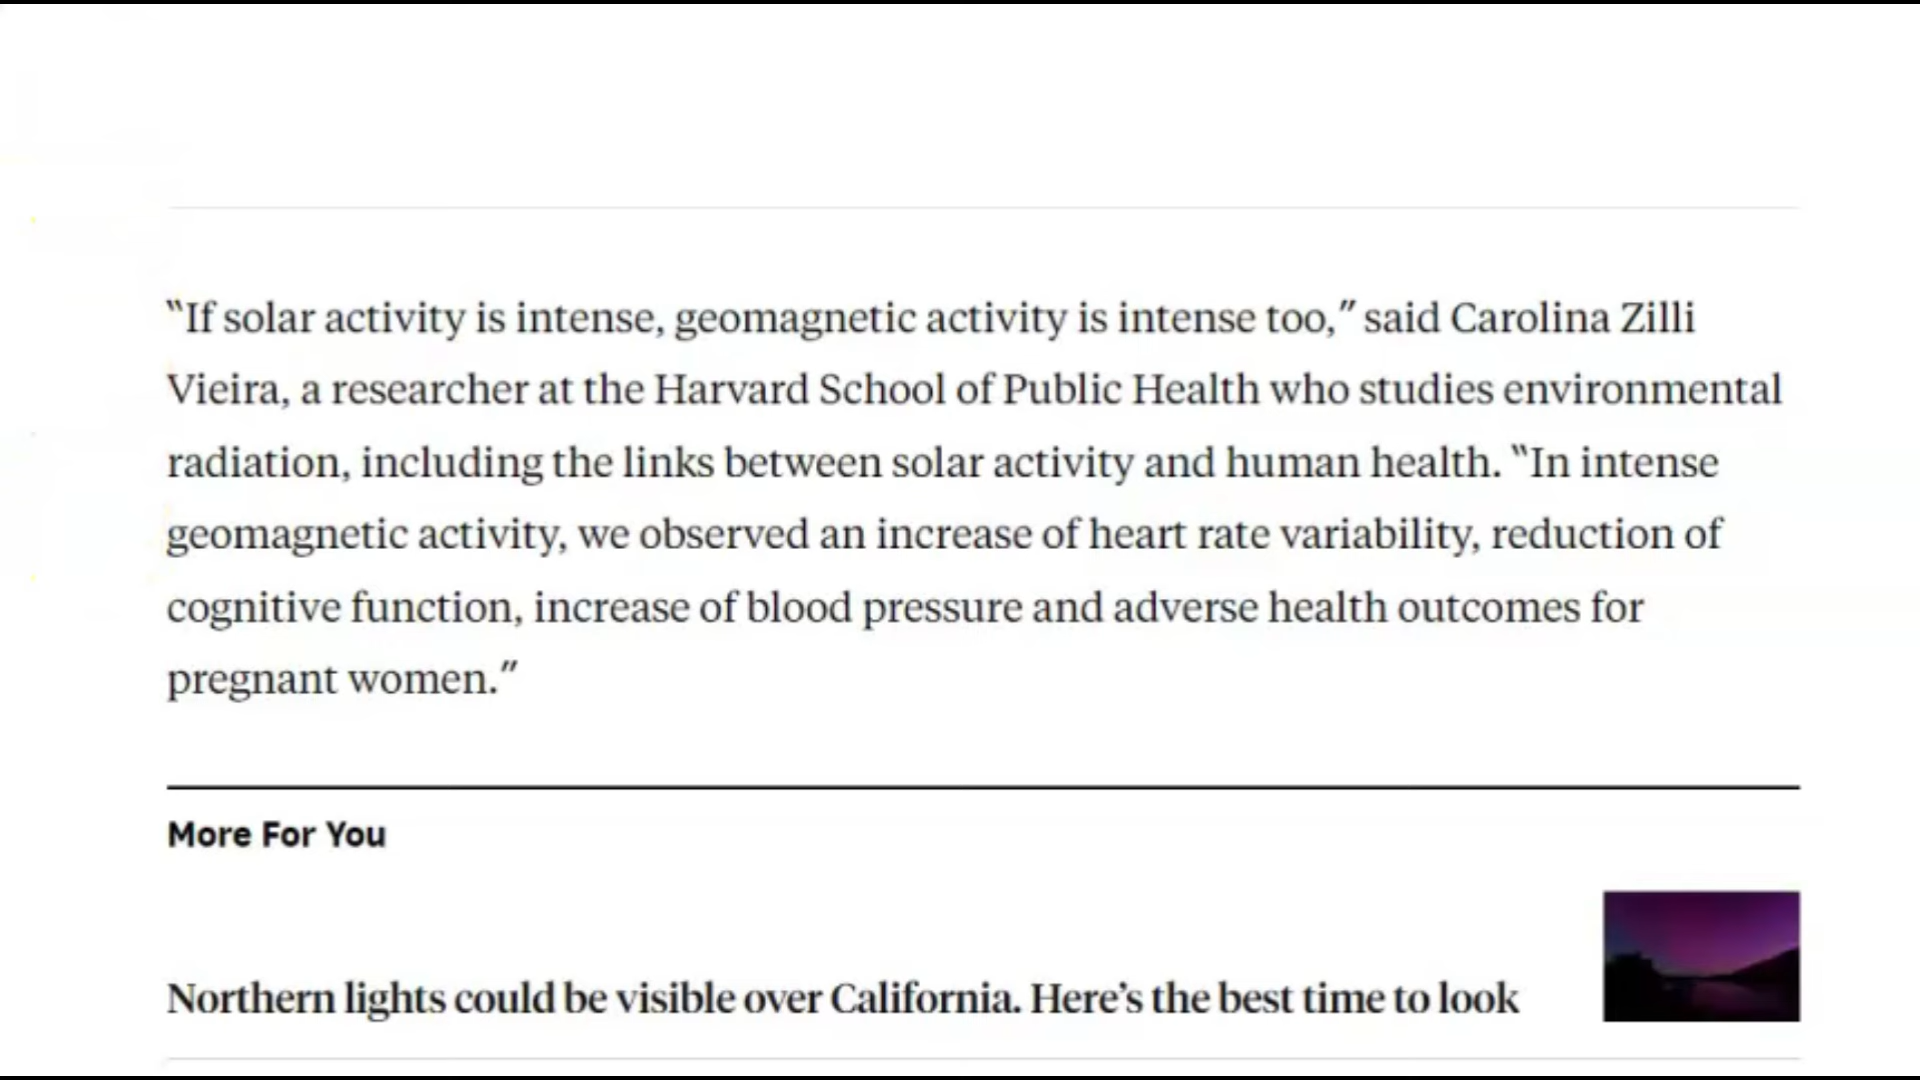 “If solar activity is intense, geomagnetic activity is intense too,” said Carolina Zilli
Vieira, a researcher at the Harvard School of Public Health who studies environmental
radiation, including the links between solar activity and human health. “In intense
geomagnetic activity, we observed an increase of heart rate variability, reduction of
cognitive function, increase of blood pressure and adverse health outcomes for
pregnant women.”
More For You
Northern lights could be visible over California. Here’s the best time to look